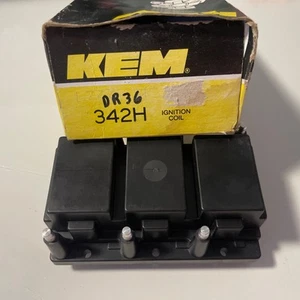 KEM®
DR36
342H
IGNITION
COIL